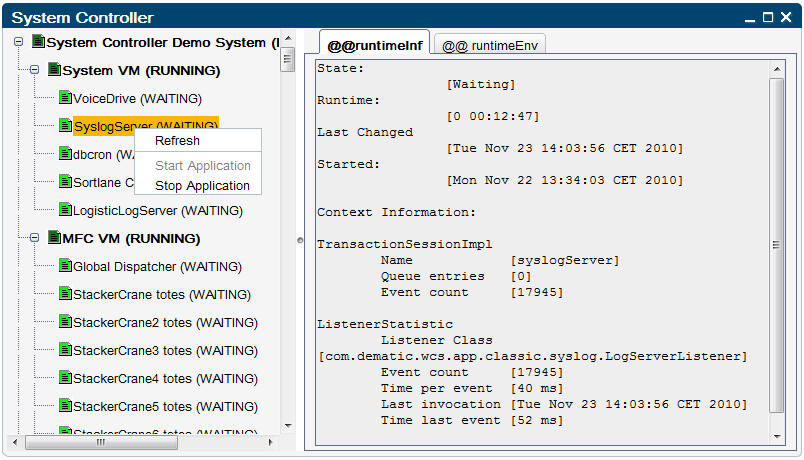 System Controller
System Controller Demo System (
System VM (RUNNING)
VoiceDrive (WAITING)
SyslogServer (WAITING)
dbcron (WA
Sortlane C
LogisticLogServer (WAITING)
MFC VM (RUNNING)
Global Dispatcher (WAITING)
StackerCrane totes (WAITING)
StackerCrane2 totes (WAITING)
StackerCrane3 totes (WAITING)
StackerCrane4 totes (WAITING)
StackerCrane5 totes (WAITING)
StackerCrane6 totes (WAITING)
Refresh
Start Application
Stop Application
@@runtimeInf
@@ runtimeEnv
State:
[Waiting]
Runtime:
[0 00:12:47]
Last Changed
[Tue Nov 23 14:03:56 CET 2010]
Started:
[Mon Nov 22 13:34:03 CET 2010]
Context Information:
TransactionSessionImpl
Name [syslogServer]
Queue entries [0]
Event count [17945]
ListenerStatistic
Listener Class
[com.dematic.wcs.app.classic.syslog.LogServerListener]
Event count [17945]
Time per event [40 ms]
Last invocation [Tue Nov 23 14:03:56 CET 2010]
Time last event [52 ms]